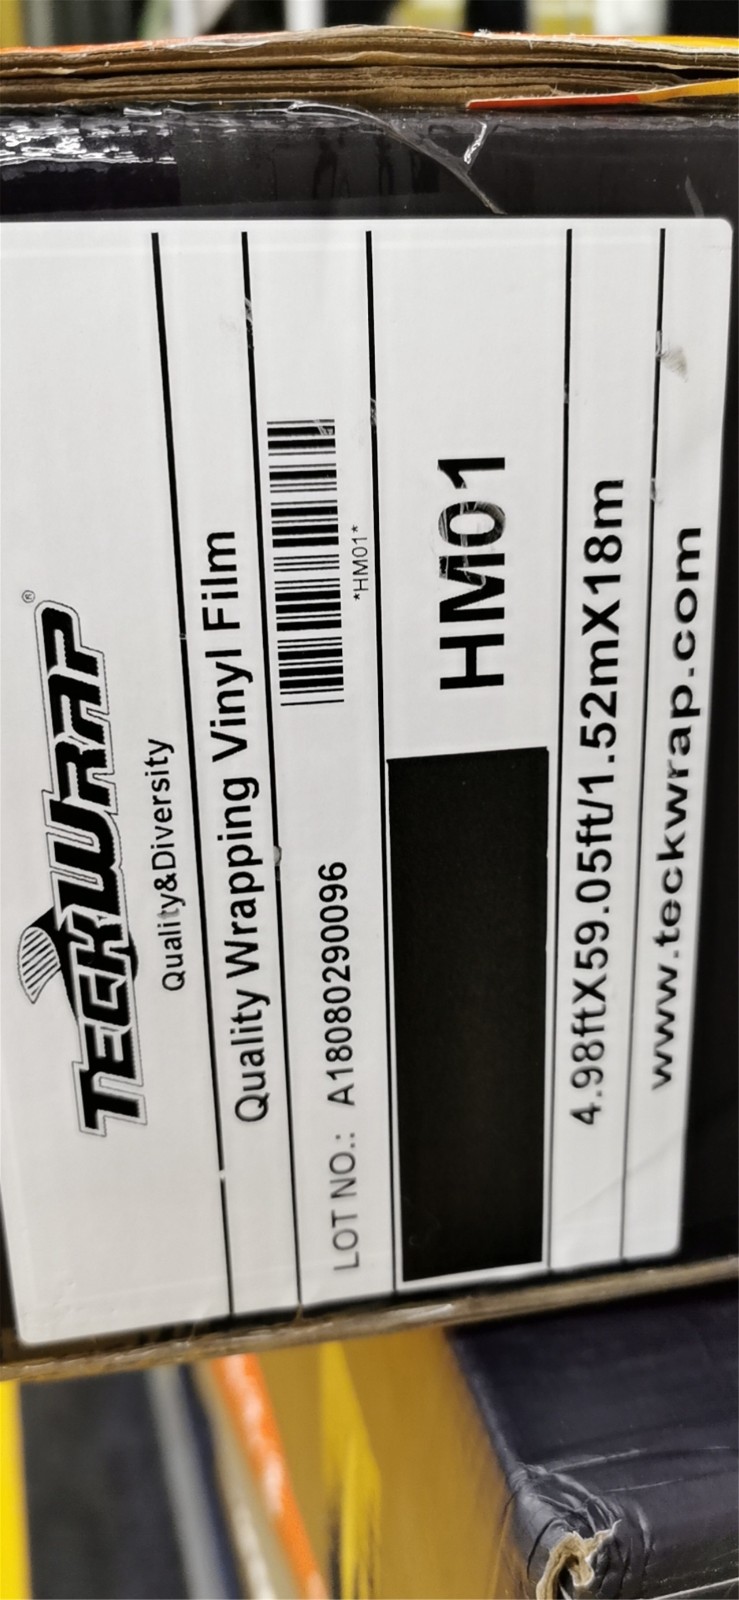 TECKWRAP®
Quality&Diversity
Quality Wrapping Vinyl Film
LOT NO.: A18080290096
*HM01*
HM01
4.98ftX59.05ft/1.52mX18m
www.teckwrap.com